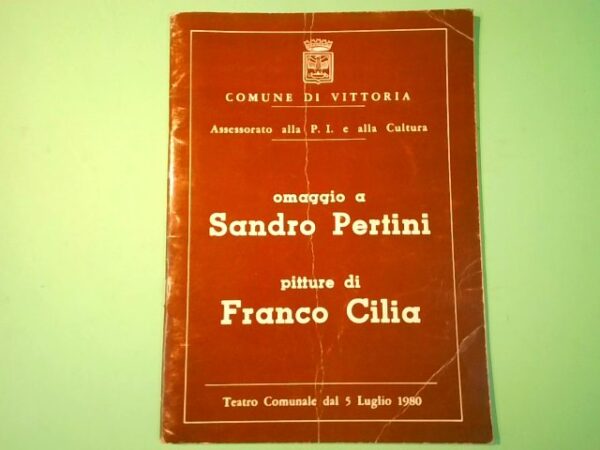 COMUNE DI VITTORIA
Assessorato alla P. I. e alla Cultura
omaggio a
Sandro Pertini
pitture di
Franco Cilia
Teatro Comunale dal 5 Luglio 1980